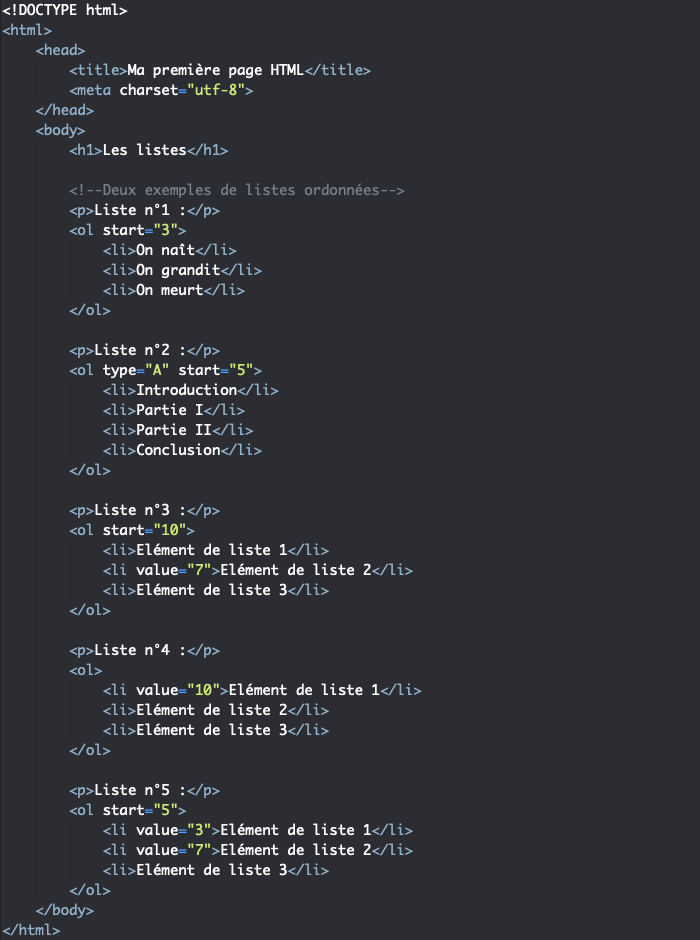 <!DOCTYPE html>
<html>
    <head>
        <title>Ma première page HTML</title>
        <meta charset="utf-8">
    </head>
    <body>
        <h1>Les listes</h1>

        <!--Deux exemples de listes ordonnées-->
        <p>Liste n°1 :</p>
        <ol start="3">
            <li>On naît</li>
            <li>On grandit</li>
            <li>On meurt</li>
        </ol>

        <p>Liste n°2 :</p>
        <ol type="A" start="5">
            <li>Introduction</li>
            <li>Partie I</li>
            <li>Partie II</li>
            <li>Conclusion</li>
        </ol>

        <p>Liste n°3 :</p>
        <ol start="10">
            <li>Elément de liste 1</li>
            <li value="7">Elément de liste 2</li>
            <li>Elément de liste 3</li>
        </ol>

        <p>Liste n°4 :</p>
        <ol>
            <li value="10">Elément de liste 1</li>
            <li>Elément de liste 2</li>
            <li>Elément de liste 3</li>
        </ol>

        <p>Liste n°5 :</p>
        <ol start="5">
            <li value="3">Elément de liste 1</li>
            <li value="7">Elément de liste 2</li>
            <li>Elément de liste 3</li>
        </ol>
    </body>
</html>